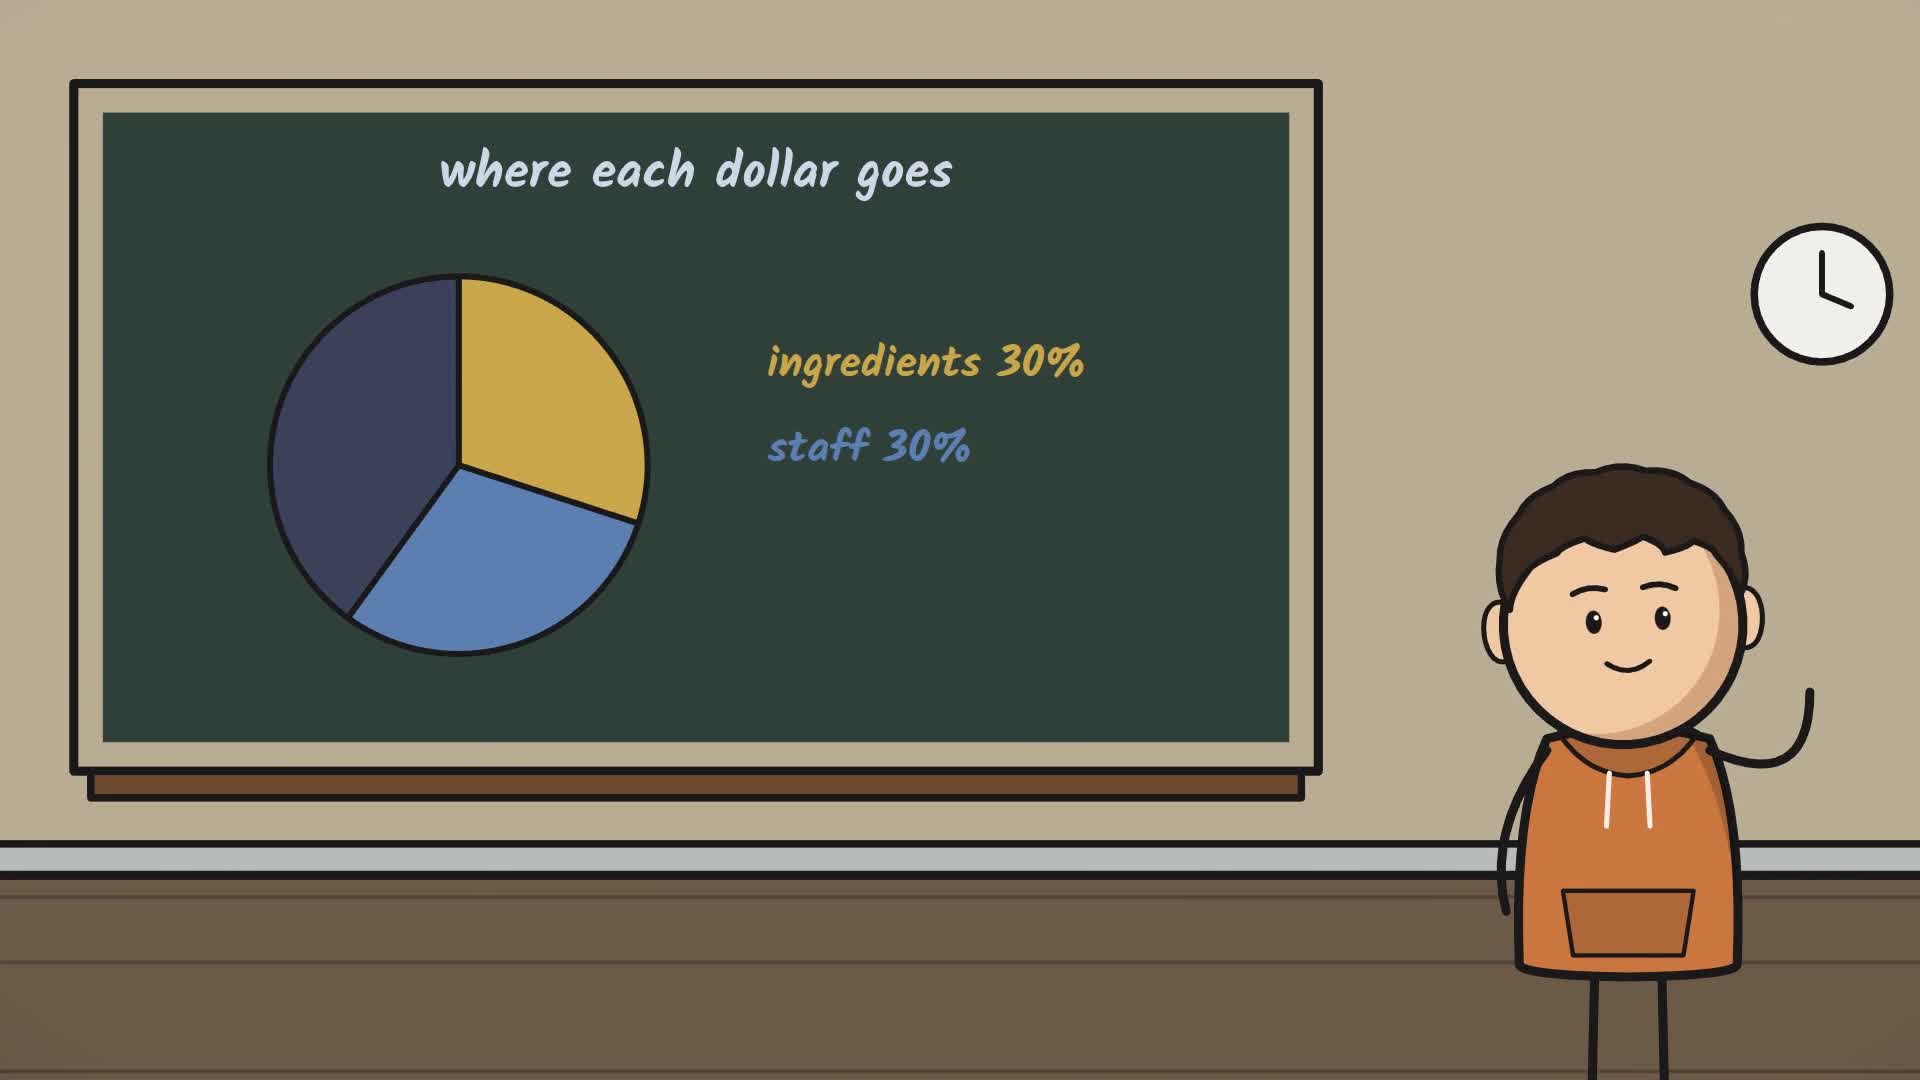 where each dollar goes
ingredients 30%
staff 30%